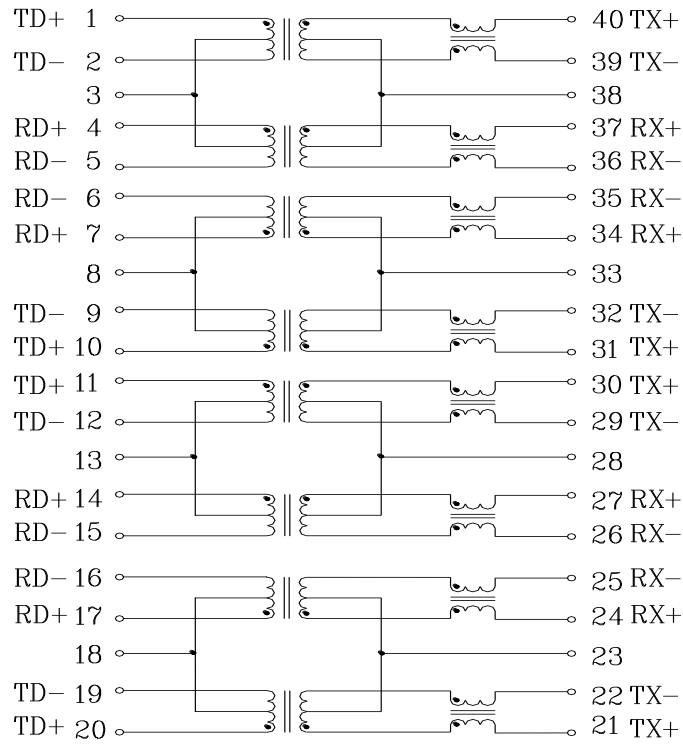 TD+ 1 40 TX+
TD- 2 39 TX-
3 38
RD+ 4 37 RX+
RD- 5 36 RX-
RD- 6 35 RX-
RD+ 7 34 RX+
8 33
TD- 9 32 TX-
TD+ 10 31 TX+
TD+ 11 30 TX+
TD- 12 29 TX-
13 28
RD+ 14 27 RX+
RD- 15 26 RX-
RD- 16 25 RX-
RD+ 17 24 RX+
18 23
TD- 19 22 TX-
TD+ 20 21 TX+